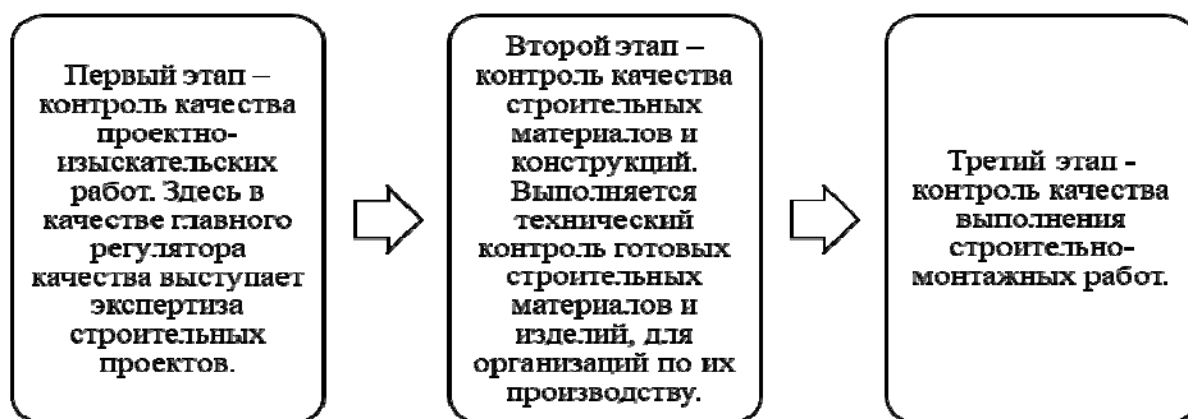 Первый этап –
контроль качества
проектно-
изыскательских
работ. Здесь в
качестве главного
регулятора
качества выступает
экспертиза
строительных
проектов.
Второй этап –
контроль качества
строительных
материалов и
конструкций.
Выполняется
технический
контроль готовых
строительных
материалов и
изделий, для
организаций по их
производству.
Третий этап -
контроль качества
выполнения
строительно-
монтажных работ.